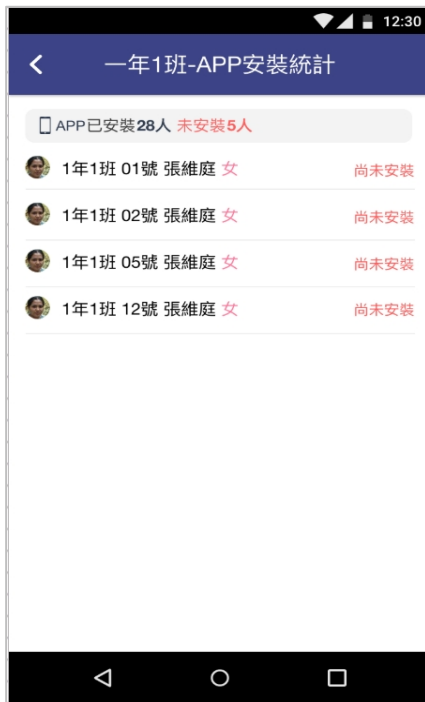 12:30
一年1班-APP安裝統計
APP已安裝28人 未安裝5人
1年1班 01號 張維庭 女 尚未安裝
1年1班 02號 張維庭 女 尚未安裝
1年1班 05號 張維庭 女 尚未安裝
1年1班 12號 張維庭 女 尚未安裝